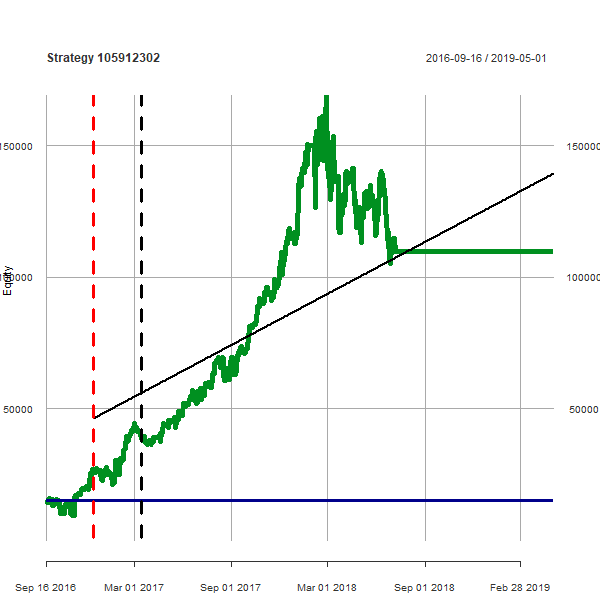 Strategy 105912302
2016-09-16 / 2019-05-01
150000
150000
100000
100000
Equity
50000
50000
Sep 16 2016
Mar 01 2017
Sep 01 2017
Mar 01 2018
Sep 01 2018
Feb 28 2019